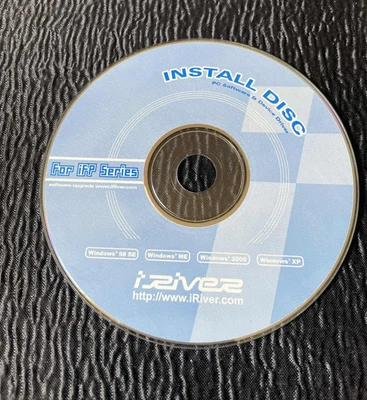 INSTALL DISC
PC Software & Device Driver
For iFP Series
software upgrade www.iRiver.com
Windows® 98 SE
Windows® ME
Windows® 2000
Windows® XP
iRiver
http://www.iRiver.com